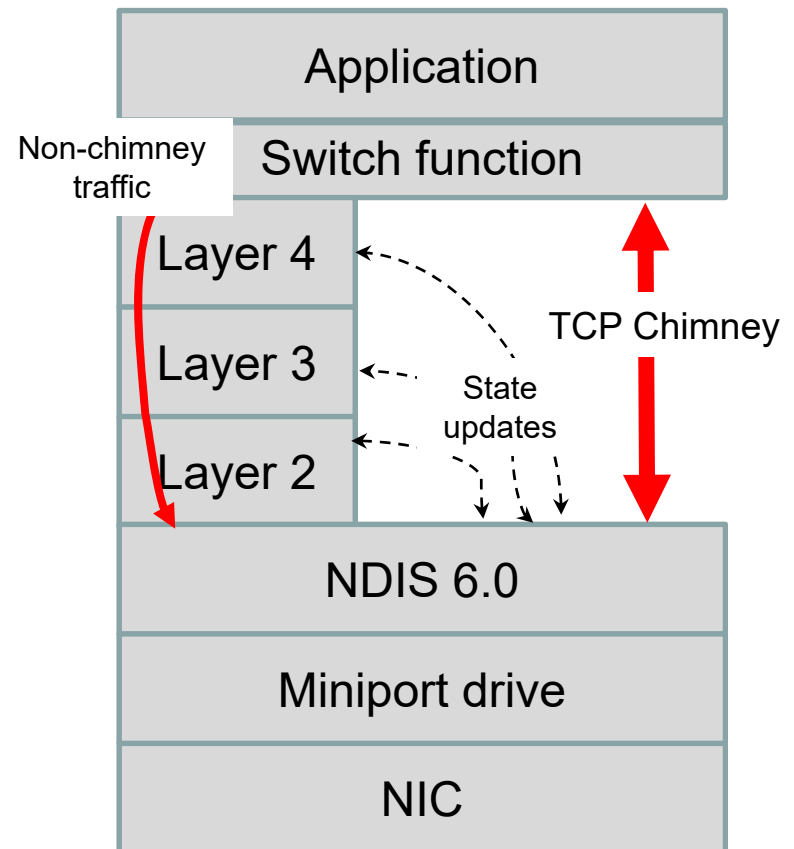 Application
Non-chimney
traffic
Switch function
Layer 4
TCP Chimney
Layer 3
State
updates
Layer 2
NDIS 6.0
Miniport drive
NIC